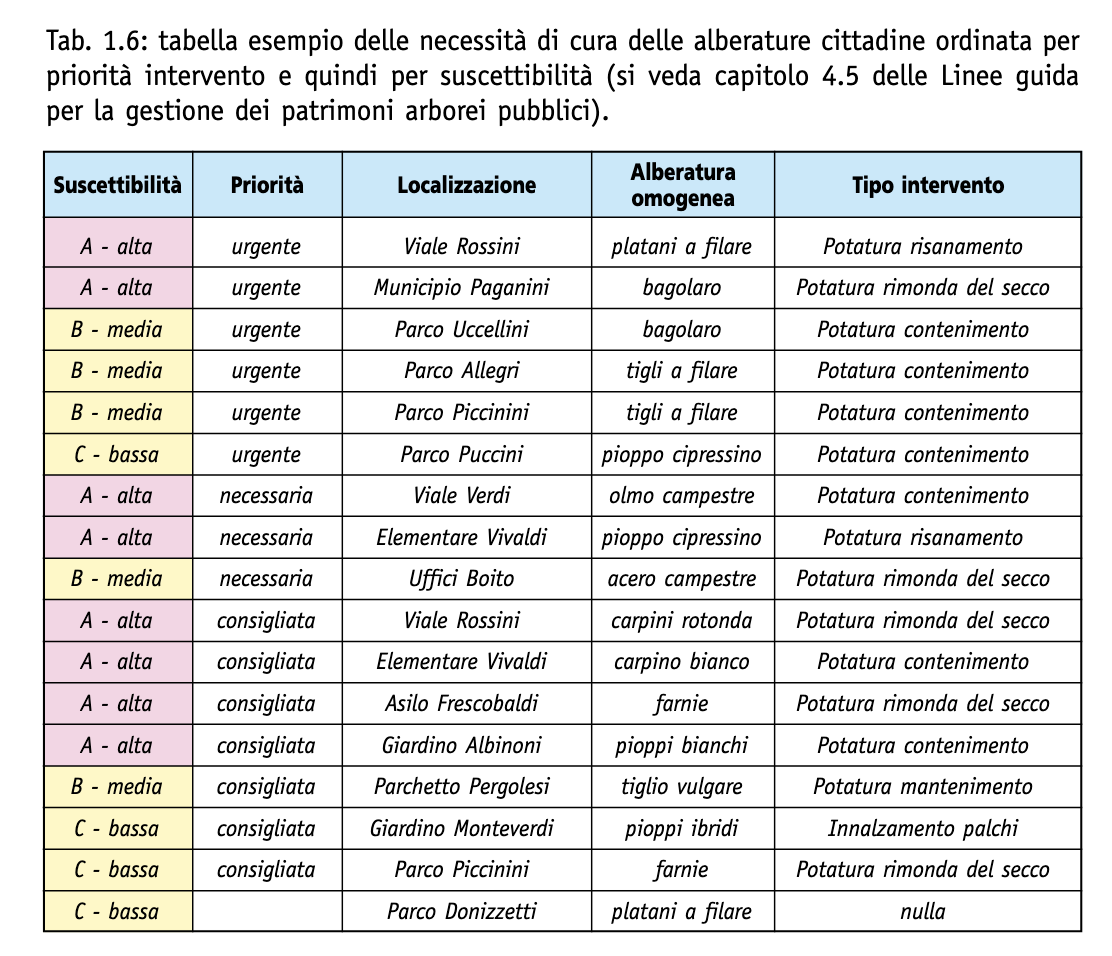 Tab. 1.6: tabella esempio delle necessità di cura delle alberature cittadine ordinata per
priorità intervento e quindi per suscettibilità (si veda capitolo 4.5 delle Linee guida
per la gestione dei patrimoni arborei pubblici).
Suscettibilità Priorità Localizzazione Alberatura omogenea Tipo intervento
A - alta urgente Viale Rossini platani a filare Potatura risanamento
A - alta urgente Municipio Paganini bagolaro Potatura rimonda del secco
B - media urgente Parco Uccellini bagolaro Potatura contenimento
B - media urgente Parco Allegri tigli a filare Potatura contenimento
B - media urgente Parco Piccinini tigli a filare Potatura contenimento
C - bassa urgente Parco Puccini pioppo cipressino Potatura contenimento
A - alta necessaria Viale Verdi olmo campestre Potatura contenimento
A - alta necessaria Elementare Vivaldi pioppo cipressino Potatura risanamento
B - media necessaria Uffici Boito acero campestre Potatura rimonda del secco
A - alta consigliata Viale Rossini carpini rotonda Potatura rimonda del secco
A - alta consigliata Elementare Vivaldi carpino bianco Potatura contenimento
A - alta consigliata Asilo Frescobaldi farnie Potatura rimonda del secco
A - alta consigliata Giardino Albinoni pioppi bianchi Potatura contenimento
B - media consigliata Parchetto Pergolesi tiglio vulgare Potatura mantenimento
C - bassa consigliata Giardino Monteverdi pioppi ibridi Innalzamento palchi
C - bassa consigliata Parco Piccinini farnie Potatura rimonda del secco
C - bassa Parco Donizzetti platani a filare nulla